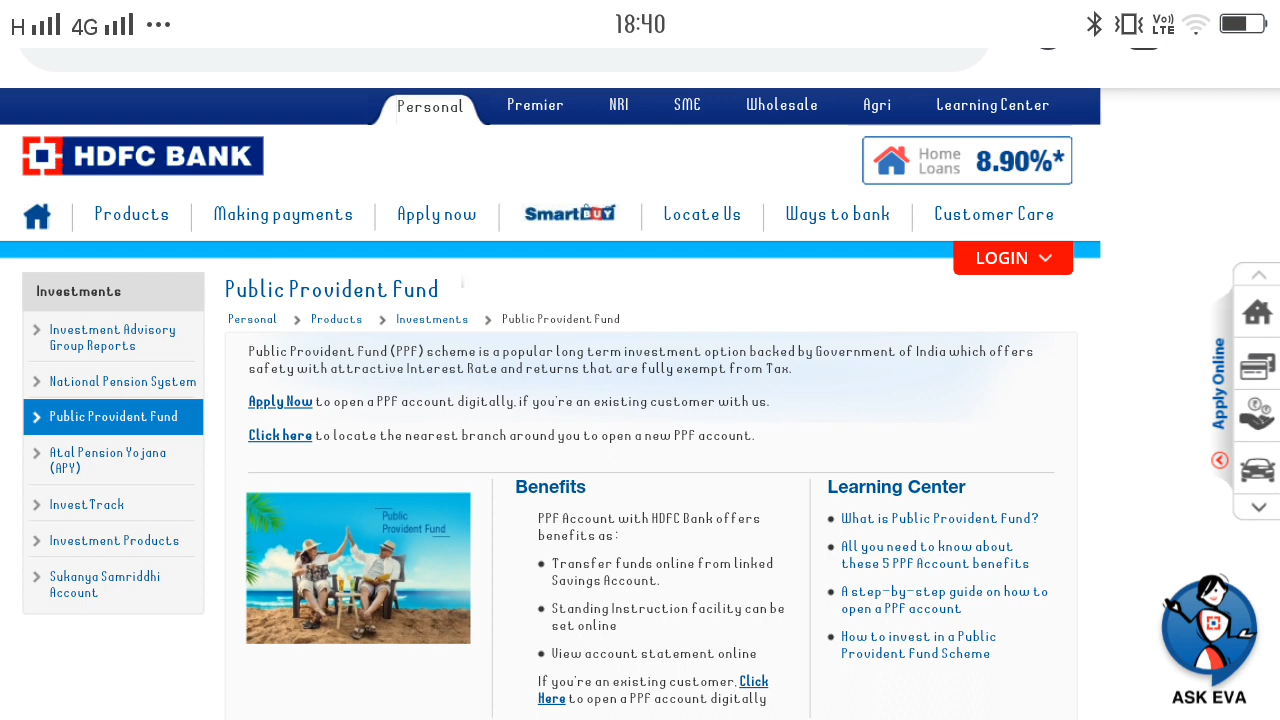 H 4G ... 18:40 Vo)) LTE
Personal Premier NRI SME Wholesale Agri Learning Center
HDFC BANK
Home Loans 8.90%*
Products Making payments Apply now SmartBUY Locate Us Ways to bank Customer Care
LOGIN
Investments
Investment Advisory
Group Reports
National Pension System
Public Provident Fund
Atal Pension Yojana
(APY)
InvestTrack
Investment Products
Sukanya Samriddhi
Account
Public Provident Fund
Personal Products Investments Public Provident Fund
Public Provident Fund (PPF) scheme is a popular long term investment option backed by Government of India which offers
safety with attractive Interest Rate and returns that are fully exempt from Tax.
Apply Now to open a PPF account digitally, if you're an existing customer with us.
Click here to locate the nearest branch around you to open a new PPF account.
Public
Provident Fund
Benefits
PPF Account with HDFC Bank offers
benefits as:
Transfer funds online from linked
Savings Account.
Standing Instruction facility can be
set online
View account statement online
If you're an existing customer, Click
Here to open a PPF account digitally
Learning Center
What is Public Provident Fund?
All you need to know about
these 5 PPF Account benefits
A step-by-step guide on how to
open a PPF account
How to invest in a Public
Provident Fund Scheme
Apply Online
ASK EVA